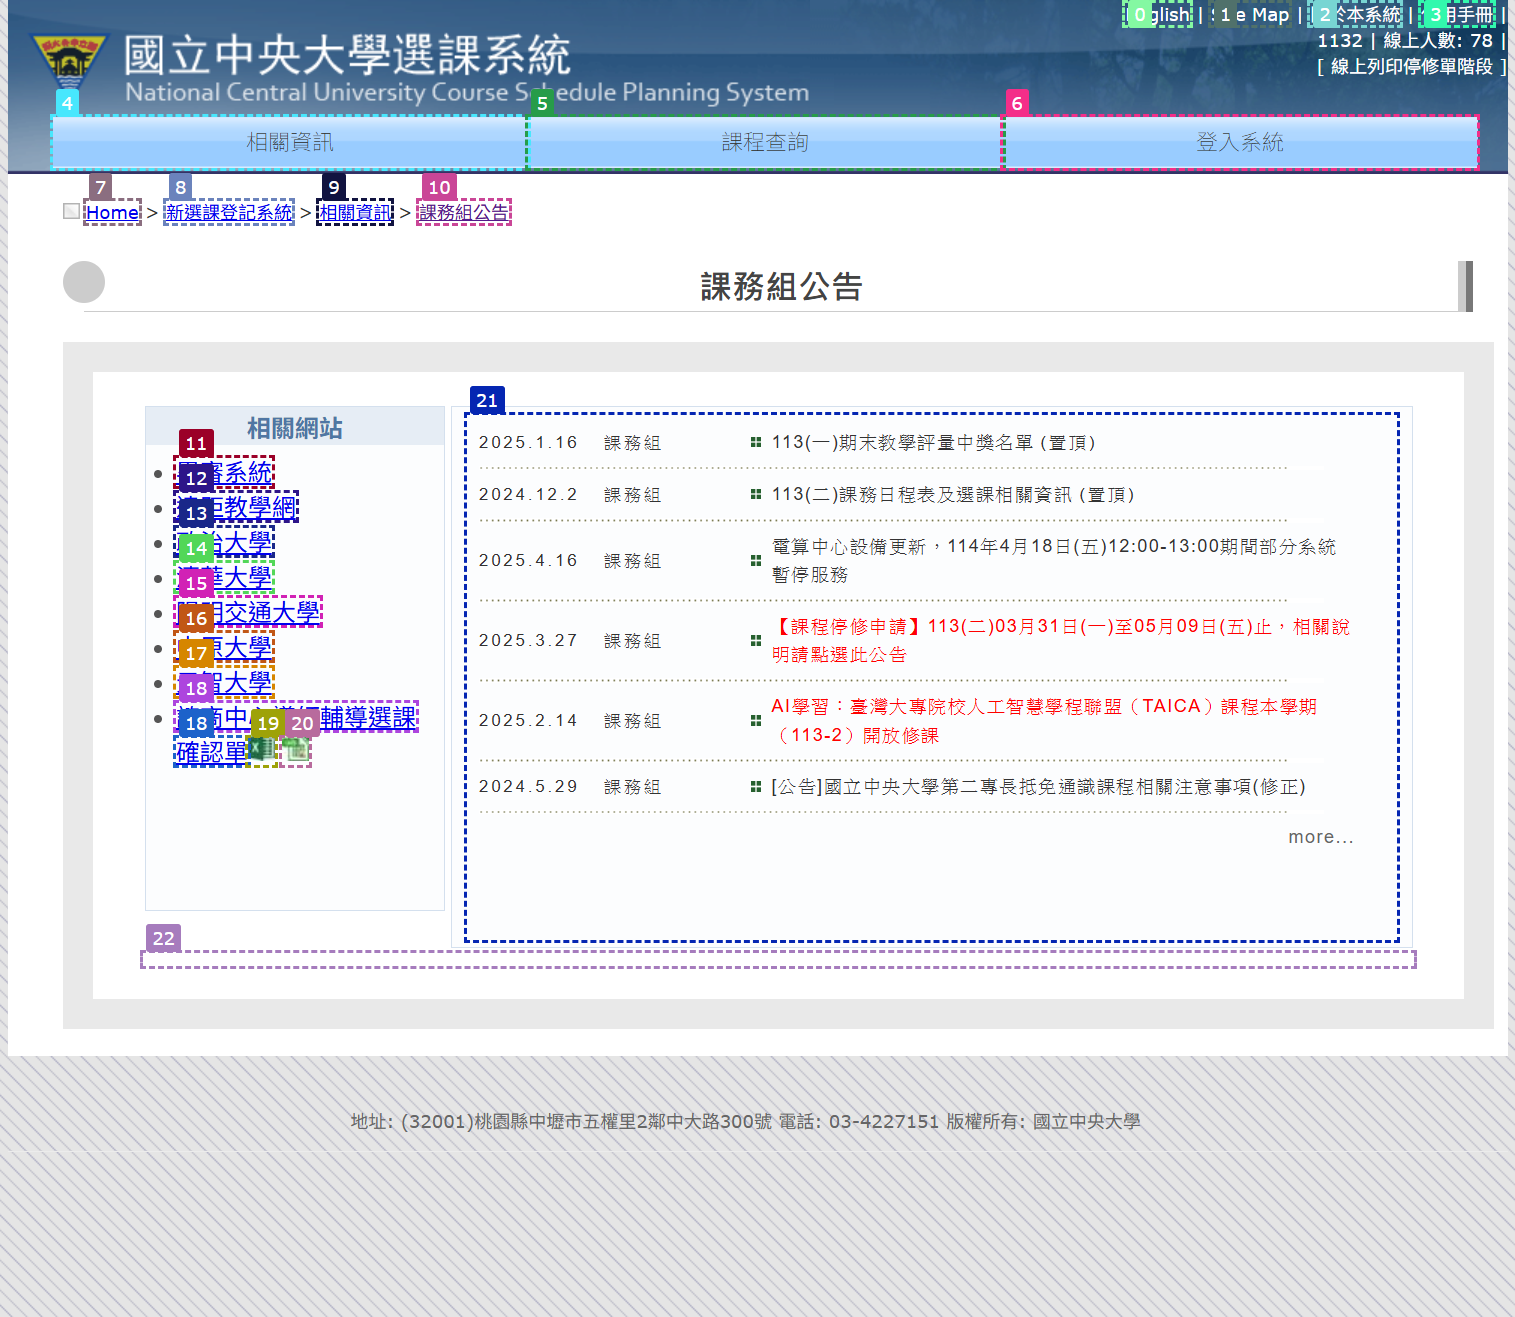 English | Site Map | 關於本系統 | 使用手冊 |
1132 | 線上人數: 78 |
[ 線上列印停修單階段 ]
國立中央大學選課系統
National Central University Course Schedule Planning System
相關資訊
課程查詢
登入系統
Home > 新選課登記系統 > 相關資訊 > 課務組公告
課務組公告
相關網站
審系統
教學網
大學
大學
交通大學
大學
大學
輔導選課
確認單
2025.1.16 課務組 113(一)期末教學評量中獎名單 (置頂)
2024.12.2 課務組 113(二)課務日程表及選課相關資訊 (置頂)
2025.4.16 課務組 電算中心設備更新，114年4月18日(五)12:00-13:00期間部分系統
暫停服務
2025.3.27 課務組 【課程停修申請】113(二)03月31日(一)至05月09日(五)止，相關說
明請點選此公告
2025.2.14 課務組 AI學習：臺灣大專院校人工智慧學程聯盟（TAICA）課程本學期
（113-2）開放修課
2024.5.29 課務組 [公告]國立中央大學第二專長抵免通識課程相關注意事項(修正)
more...
地址: (32001)桃園縣中壢市五權里2鄰中大路300號 電話: 03-4227151 版權所有: 國立中央大學
0
1
2
3
4
5
6
7
8
9
10
11
12
13
14
15
16
17
18
18
19
20
21
22